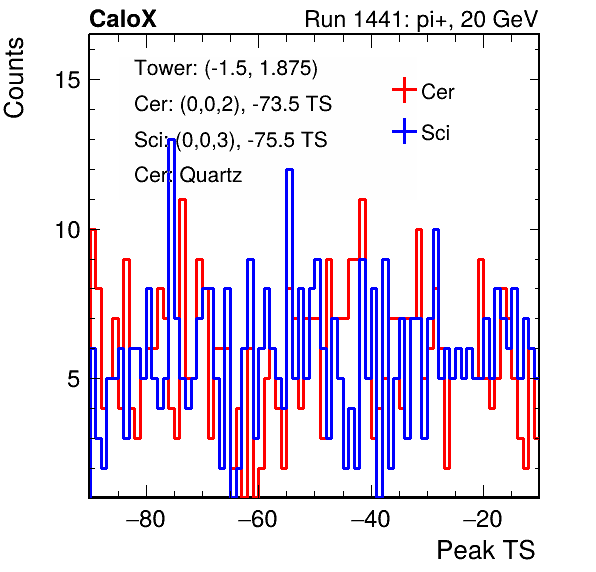 CaloX Run 1441: pi+, 20 GeV
Counts
Tower: (-1.5, 1.875)
Cer: (0,0,2), -73.5 TS
Sci: (0,0,3), -75.5 TS
Cer: Quartz
Cer
Sci
15
10
5
−80 −60 −40 −20
Peak TS